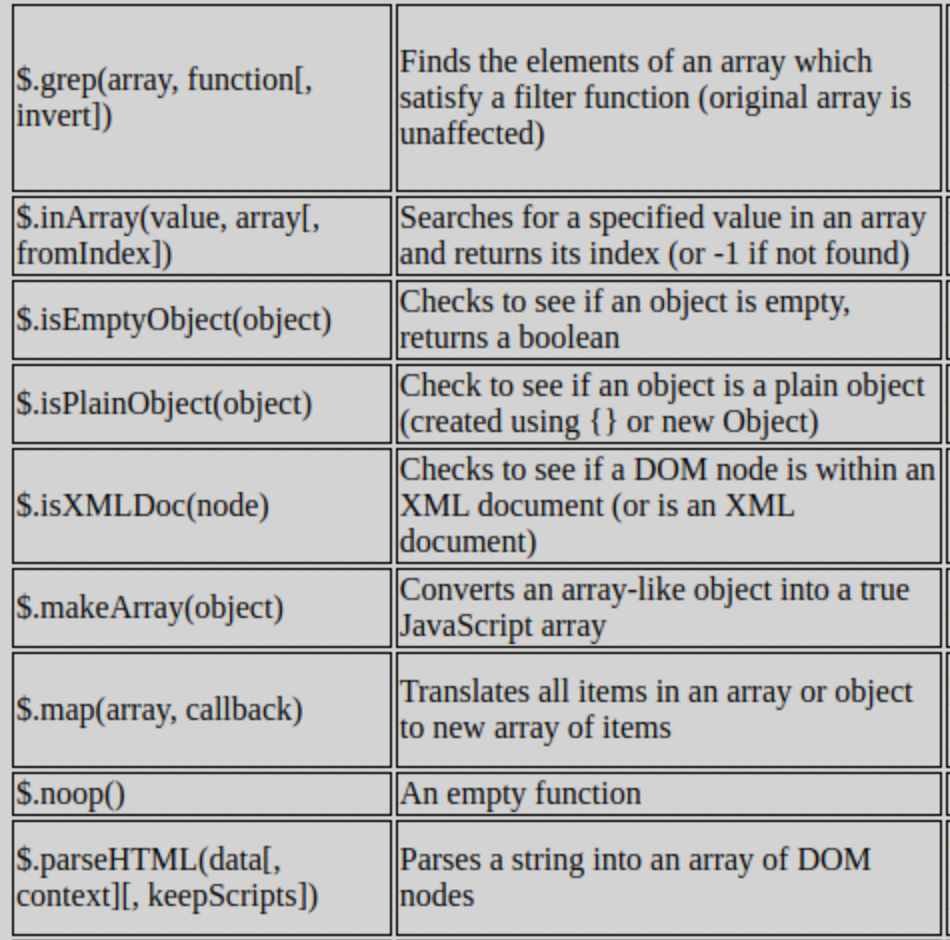 $.grep(array, function[,
invert])
Finds the elements of an array which
satisfy a filter function (original array is
unaffected)
$.inArray(value, array[,
fromIndex])
Searches for a specified value in an array
and returns its index (or -1 if not found)
$.isEmptyObject(object)
Checks to see if an object is empty,
returns a boolean
$.isPlainObject(object)
Check to see if an object is a plain object
(created using {} or new Object)
$.isXMLDoc(node)
Checks to see if a DOM node is within an
XML document (or is an XML
document)
$.makeArray(object)
Converts an array-like object into a true
JavaScript array
$.map(array, callback)
Translates all items in an array or object
to new array of items
$.noop()
An empty function
$.parseHTML(data[,
context][, keepScripts])
Parses a string into an array of DOM
nodes